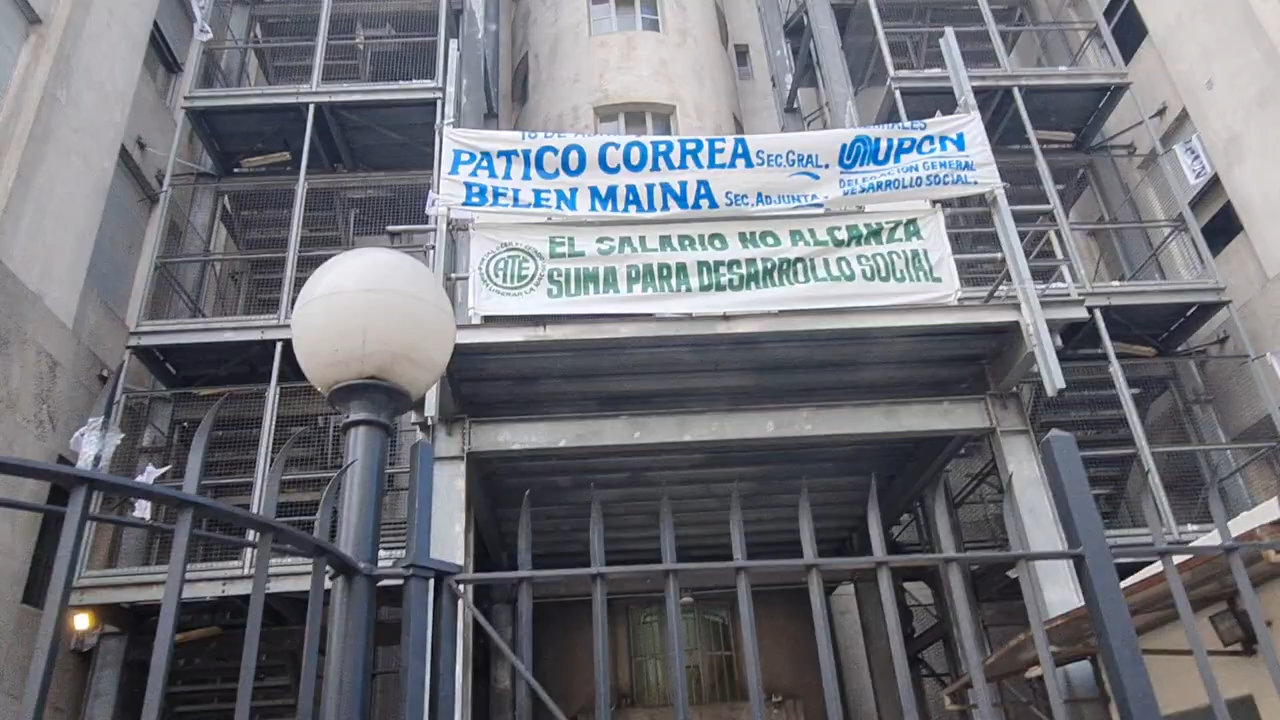 PATICO CORREA SEC.GRAL.
BELEN MAINA SEC.ADJUNTA
UPCN
DELEGACION GENERAL
DESARROLLO SOCIAL.
ATE
EL SALARIO NO ALCANZA
SUMA PARA DESARROLLO SOCIAL
UPCN